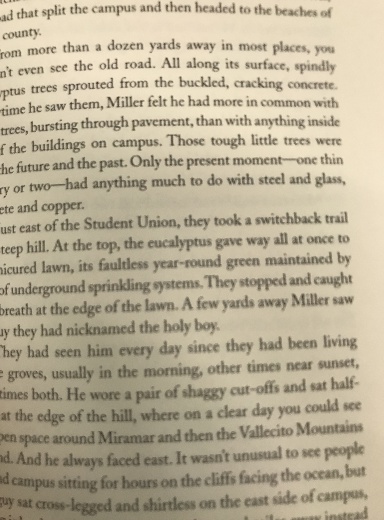 ad that split the campus and then headed to the beaches of
county.
rom more than a dozen yards away in most places, you
n't even see the old road. All along its surface, spindly
yptus trees sprouted from the buckled, cracking concrete.
time he saw them, Miller felt he had more in common with
trees, bursting through pavement, than with anything inside
f the buildings on campus. Those tough little trees were
he future and the past. Only the present moment—one thin
ry or two—had anything much to do with steel and glass,
ete and copper.
ust east of the Student Union, they took a switchback trail
teep hill. At the top, the eucalyptus gave way all at once to
nicured lawn, its faultless year-round green maintained by
of underground sprinkling systems. They stopped and caught
breath at the edge of the lawn. A few yards away Miller saw
uy they had nicknamed the holy boy.
They had seen him every day since they had been living
e groves, usually in the morning, other times near sunset,
times both. He wore a pair of shaggy cut-offs and sat half-
at the edge of the hill, where on a clear day you could see
pen space around Miramar and then the Vallecito Mountains
nd. And he always faced east. It wasn't unusual to see people
nd campus sitting for hours on the cliffs facing the ocean, but
guy sat cross-legged and shirtless on the east side of campus,
instead